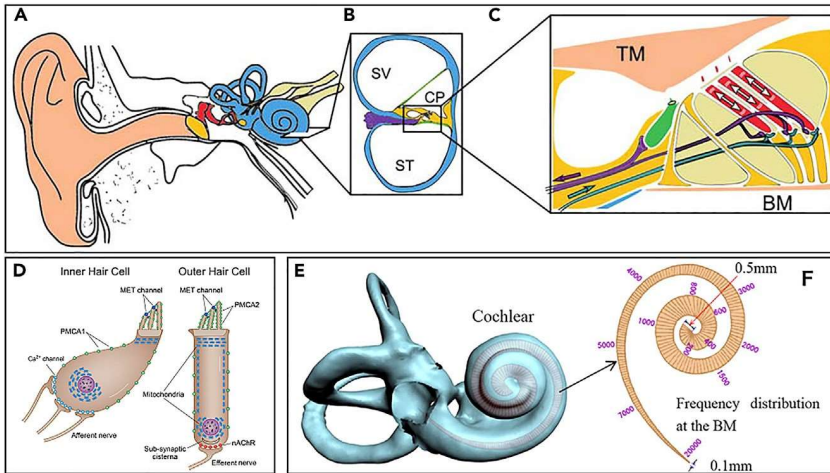 A
B
C
SV
CP
ST
TM
BM
D
Inner Hair Cell
Outer Hair Cell
MET channel
MET channel
PMCA2
PMCA1
Ca²⁺ channel
Mitochondria
Afferent nerve
Sub-synaptic
cisterna
nAChR
Efferent nerve
E
Cochlear
F
0.5mm
4000
3000
800
600
1000
400
200
2000
1500
5000
7000
20000
Frequency distribution
at the BM
0.1mm